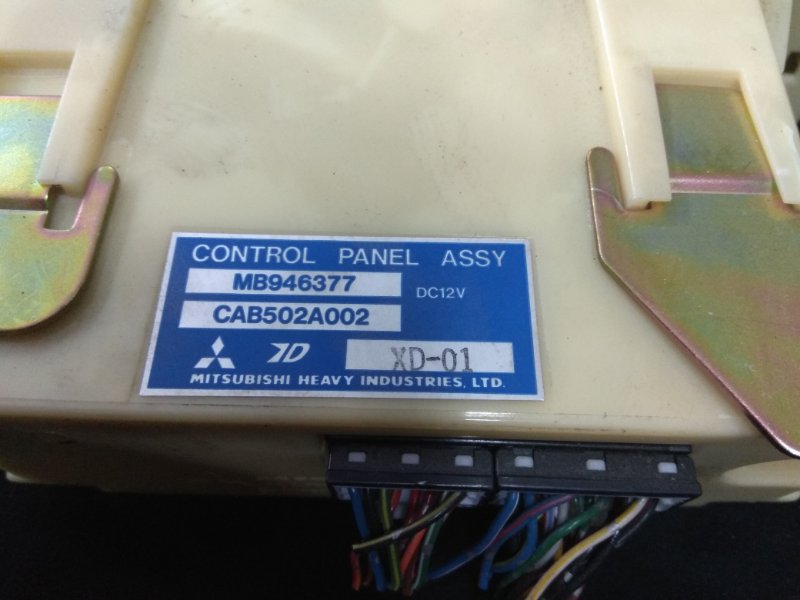 CONTROL PANEL ASSY
MB946377
DC12V
CAB502A002
XD-01
MITSUBISHI HEAVY INDUSTRIES, LTD.